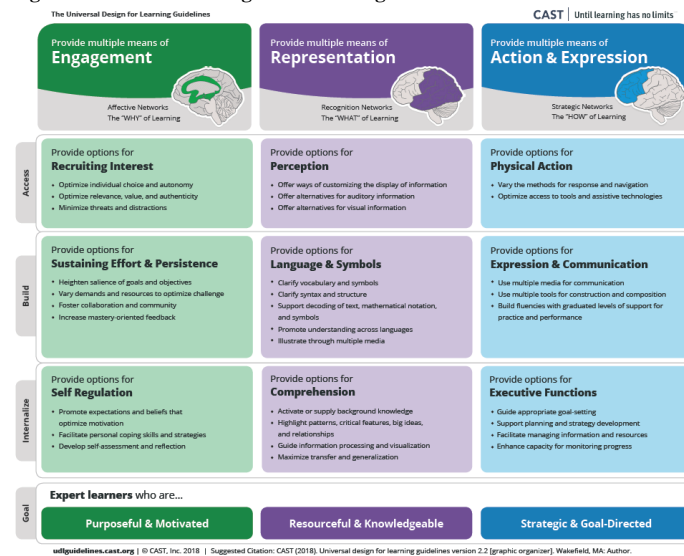 The Universal Design for Learning Guidelines
CAST | Until learning has no limits
Provide multiple means of
Engagement
Affective Networks
The "WHY" of Learning
Provide multiple means of
Representation
Recognition Networks
The "WHAT" of Learning
Provide multiple means of
Action & Expression
Strategic Networks
The "HOW" of Learning
Access
Provide options for
Recruiting Interest
• Optimize individual choice and autonomy
• Optimize relevance, value, and authenticity
• Minimize threats and distractions
Provide options for
Perception
• Offer ways of customizing the display of information
• Offer alternatives for auditory information
• Offer alternatives for visual information
Provide options for
Physical Action
• Vary the methods for response and navigation
• Optimize access to tools and assistive technologies
Build
Provide options for
Sustaining Effort & Persistence
• Heighten salience of goals and objectives
• Vary demands and resources to optimize challenge
• Foster collaboration and community
• Increase mastery-oriented feedback
Provide options for
Language & Symbols
• Clarify vocabulary and symbols
• Clarify syntax and structure
• Support decoding of text, mathematical notation,
and symbols
• Promote understanding across languages
• Illustrate through multiple media
Provide options for
Expression & Communication
• Use multiple media for communication
• Use multiple tools for construction and composition
• Build fluencies with graduated levels of support for
practice and performance
Internalize
Provide options for
Self Regulation
• Promote expectations and beliefs that
optimize motivation
• Facilitate personal coping skills and strategies
• Develop self-assessment and reflection
Provide options for
Comprehension
• Activate or supply background knowledge
• Highlight patterns, critical features, big ideas,
and relationships
• Guide information processing and visualization
• Maximize transfer and generalization
Provide options for
Executive Functions
• Guide appropriate goal-setting
• Support planning and strategy development
• Facilitate managing information and resources
• Enhance capacity for monitoring progress
Goal
Expert learners who are...
Purposeful & Motivated
Resourceful & Knowledgeable
Strategic & Goal-Directed
udlguidelines.cast.org | © CAST, Inc. 2018 | Suggested Citation: CAST (2018). Universal design for learning guidelines version 2.2 [graphic organizer]. Wakefield, MA: Author.